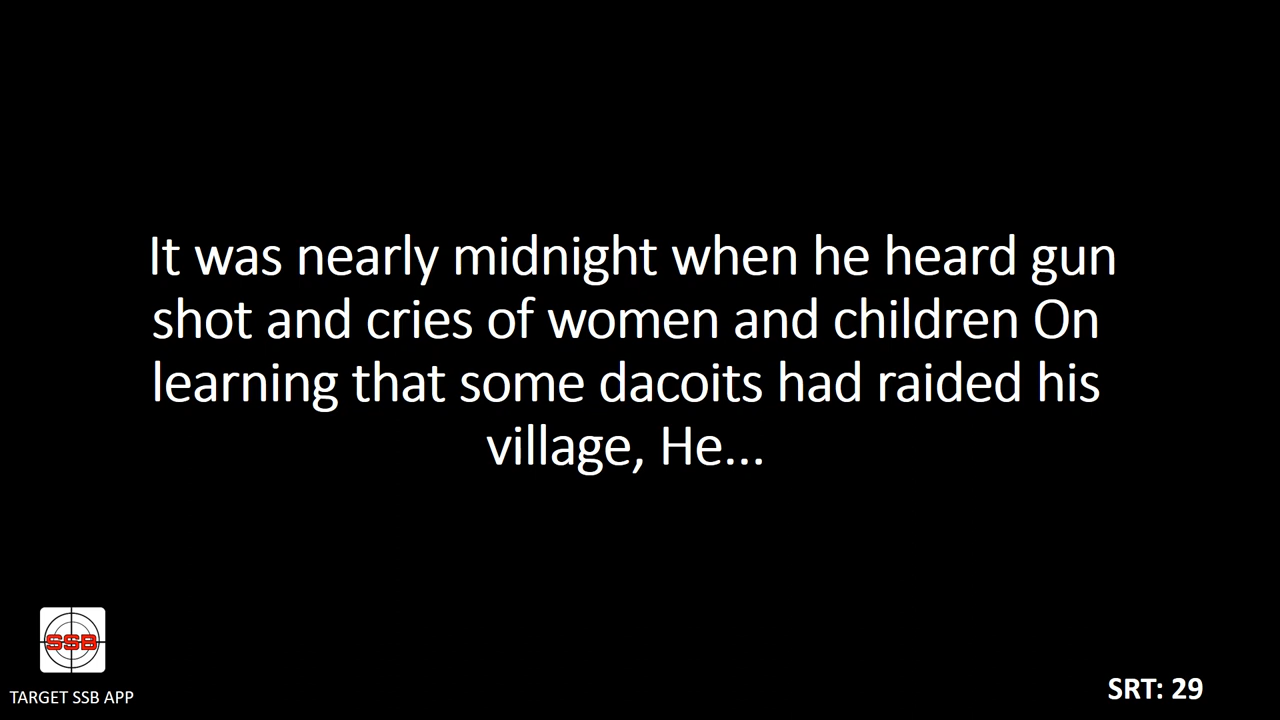 It was nearly midnight when he heard gun
shot and cries of women and children On
learning that some dacoits had raided his
village, He...
SSB
TARGET SSB APP
SRT: 29